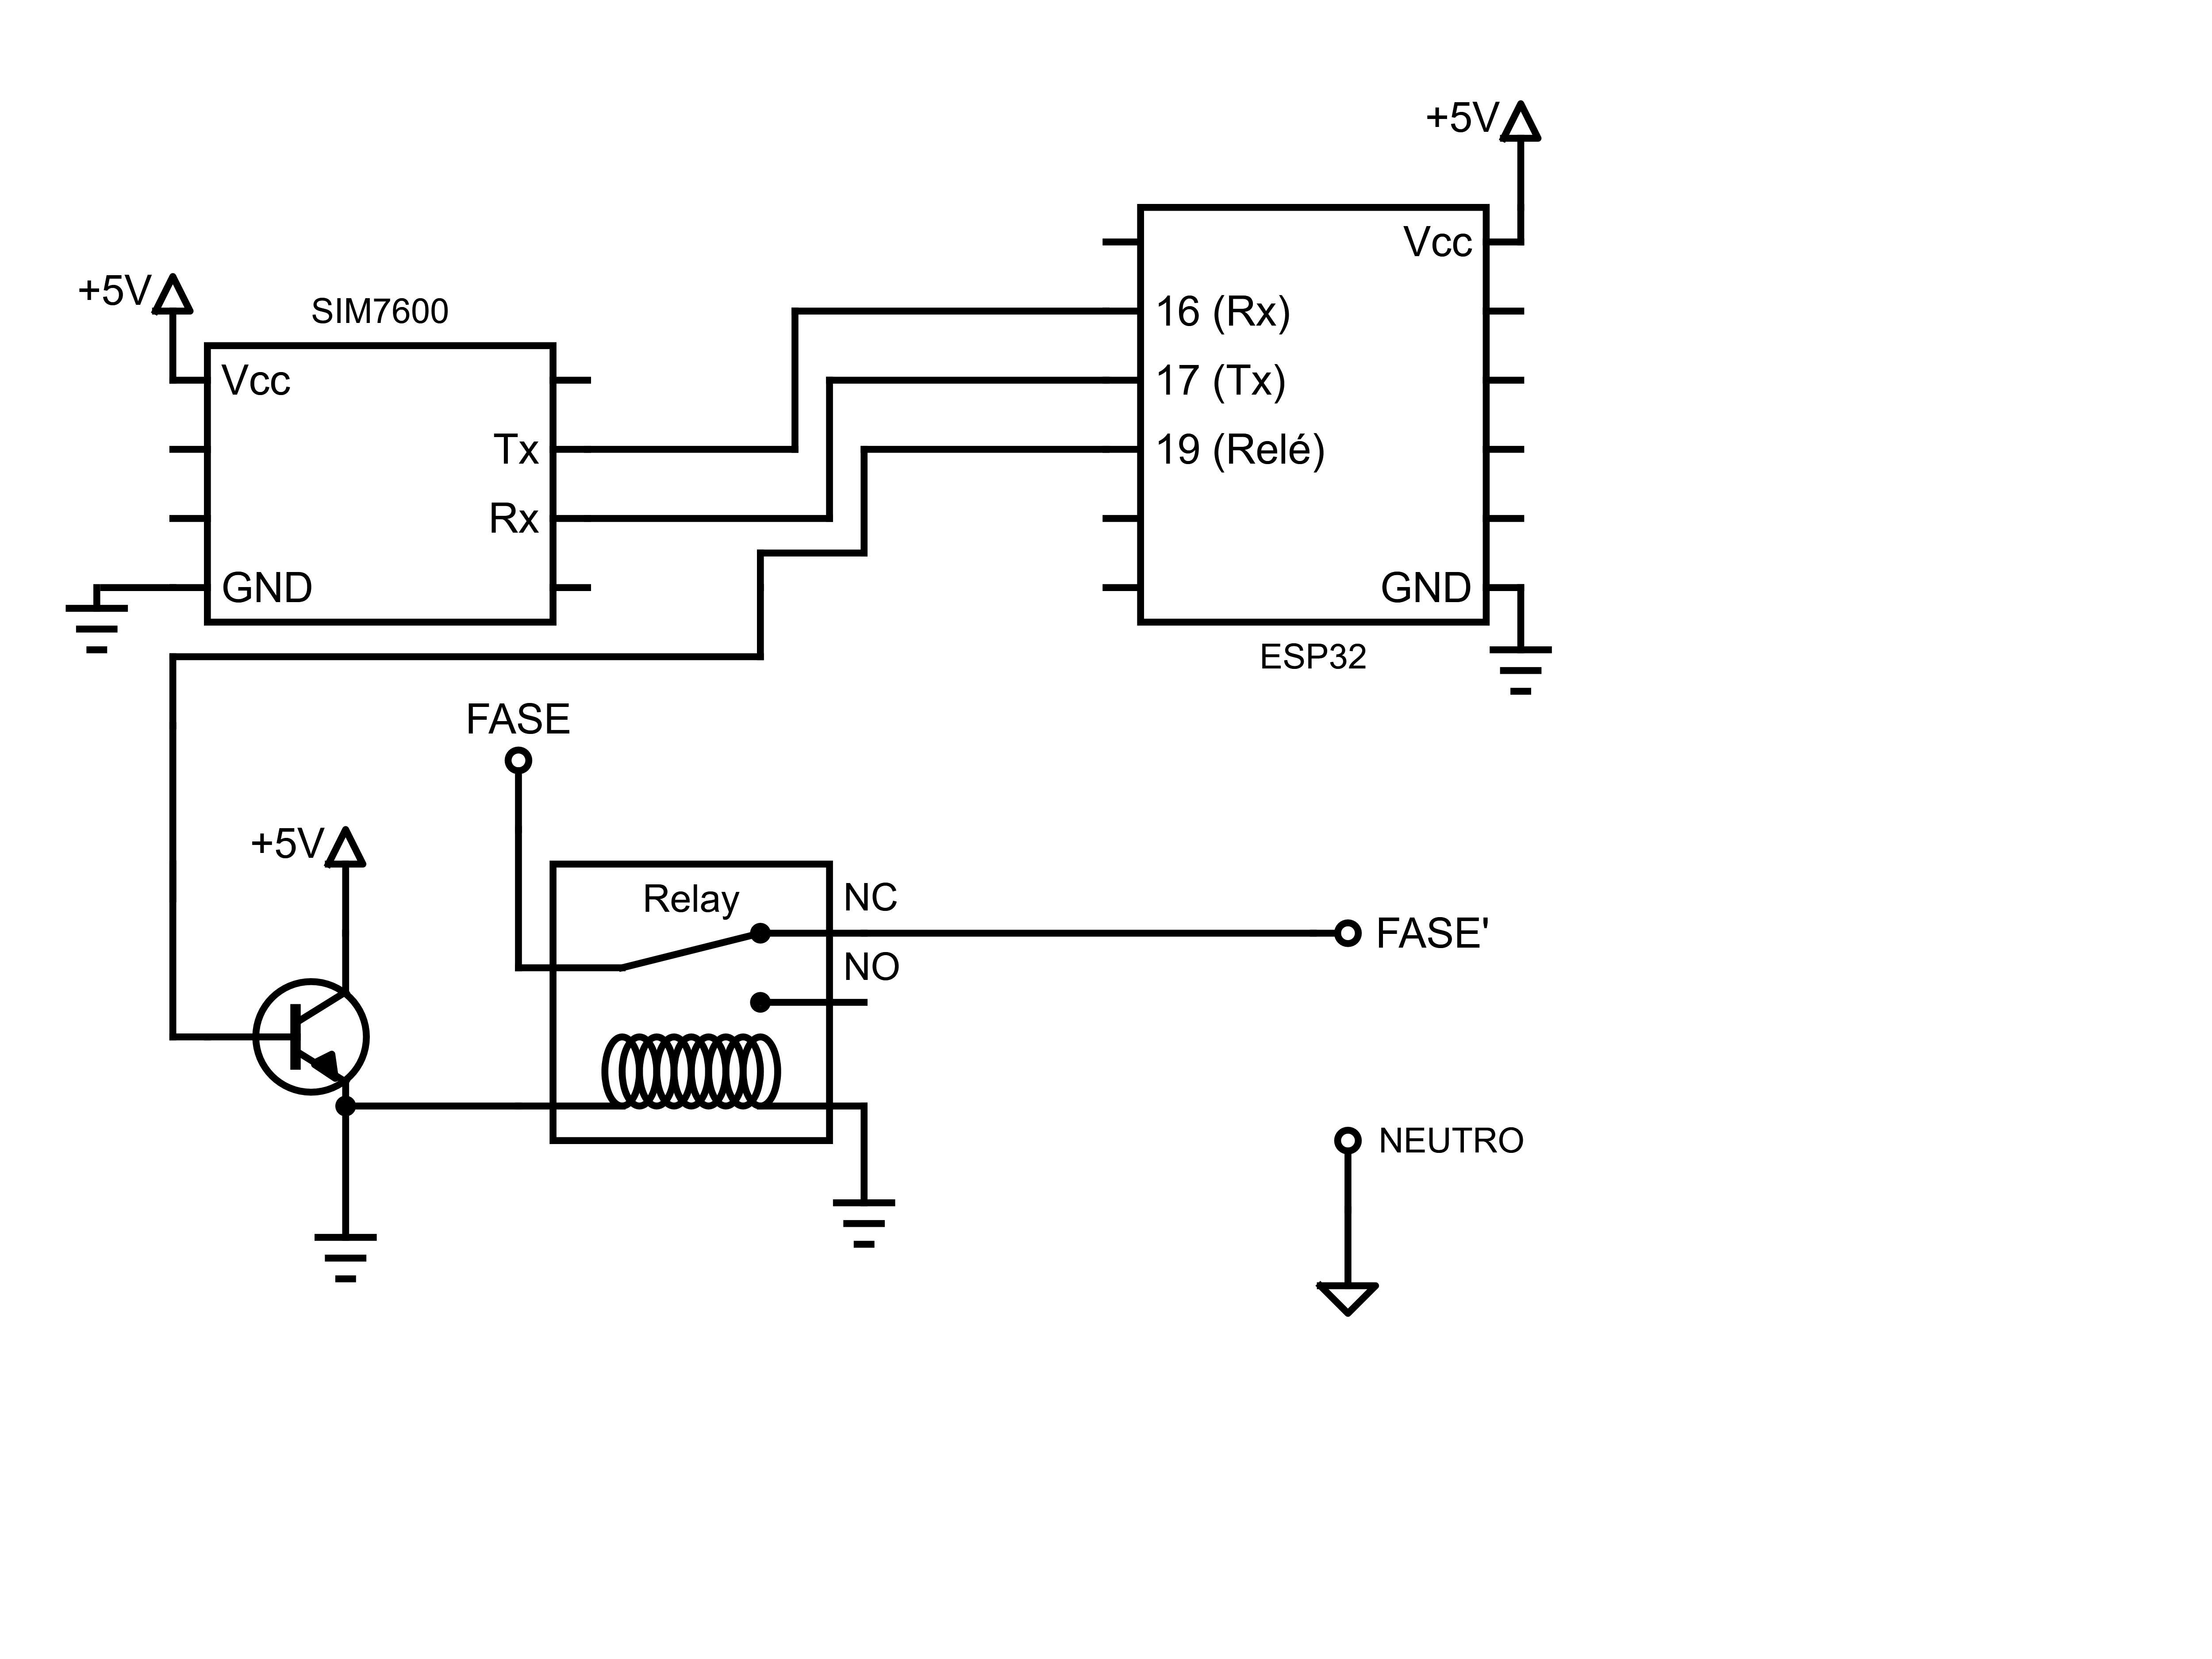 +5V
+5V
SIM7600
Vcc
Vcc
16 (Rx)
17 (Tx)
Tx
19 (Relé)
Rx
GND
GND
ESP32
FASE
+5V
Relay
NC
FASE'
NO
NEUTRO